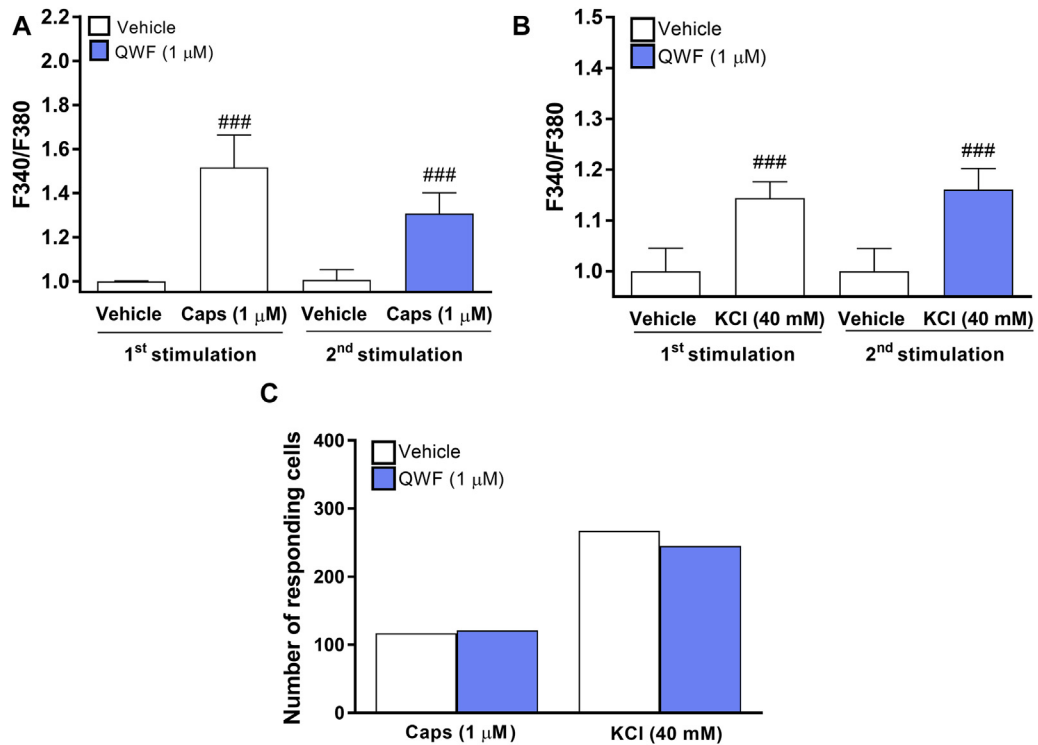 A
Vehicle
QWF (1 μM)
F340/F380
2.2
2.0
1.8
1.6
1.4
1.2
1.0
###
###
Vehicle Caps (1 μM) Vehicle Caps (1 μM)
1st stimulation 2nd stimulation
B
Vehicle
QWF (1 μM)
F340/F380
1.5
1.4
1.3
1.2
1.1
1.0
###
###
Vehicle KCl (40 mM) Vehicle KCl (40 mM)
1st stimulation 2nd stimulation
C
Vehicle
QWF (1 μM)
Number of responding cells
400
300
200
100
0
Caps (1 μM) KCl (40 mM)